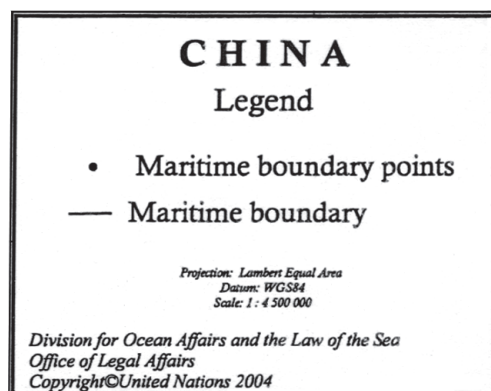 CHINA
Legend
• Maritime boundary points
— Maritime boundary
Projection: Lambert Equal Area
Datum: WGS84
Scale: 1 : 4 500 000
Division for Ocean Affairs and the Law of the Sea
Office of Legal Affairs
Copyright©United Nations 2004